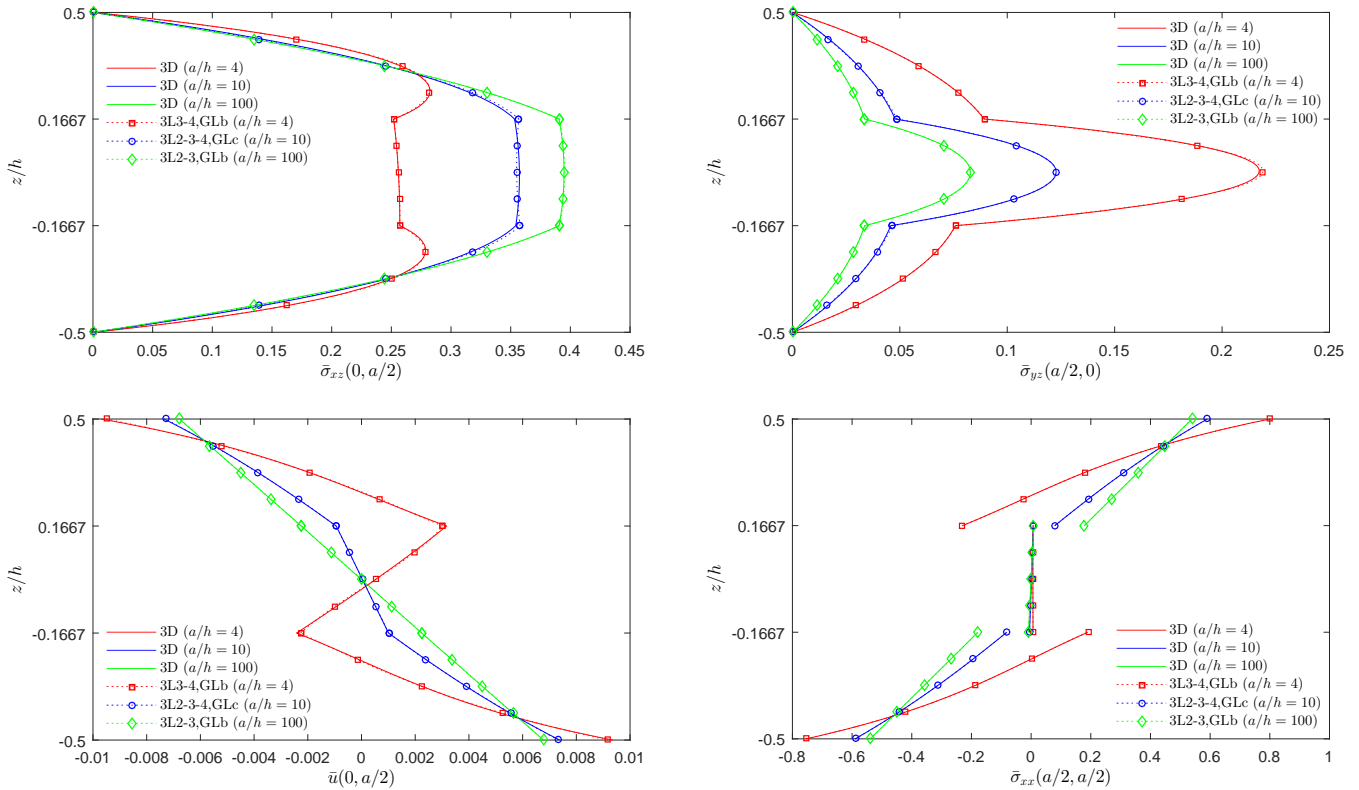 0.5
0.1667
-0.1667
-0.5
z/h
0
0.05
0.1
0.15
0.2
0.25
0.3
0.35
0.4
0.45
σ̄xz(0, a/2)
3D (a/h = 4)
3D (a/h = 10)
3D (a/h = 100)
3L3-4,GLb (a/h = 4)
3L2-3-4,GLc (a/h = 10)
3L2-3,GLb (a/h = 100)
0.5
0.1667
-0.1667
-0.5
z/h
0
0.05
0.1
0.15
0.2
0.25
σ̄yz(a/2, 0)
3D (a/h = 4)
3D (a/h = 10)
3D (a/h = 100)
3L3-4,GLb (a/h = 4)
3L2-3-4,GLc (a/h = 10)
3L2-3,GLb (a/h = 100)
0.5
0.1667
-0.1667
-0.5
z/h
-0.01
-0.008
-0.006
-0.004
-0.002
0
0.002
0.004
0.006
0.008
0.01
ū(0, a/2)
3D (a/h = 4)
3D (a/h = 10)
3D (a/h = 100)
3L3-4,GLb (a/h = 4)
3L2-3-4,GLc (a/h = 10)
3L2-3,GLb (a/h = 100)
0.5
0.1667
-0.1667
-0.5
z/h
-0.8
-0.6
-0.4
-0.2
0
0.2
0.4
0.6
0.8
1
σ̄xx(a/2, a/2)
3D (a/h = 4)
3D (a/h = 10)
3D (a/h = 100)
3L3-4,GLb (a/h = 4)
3L2-3-4,GLc (a/h = 10)
3L2-3,GLb (a/h = 100)